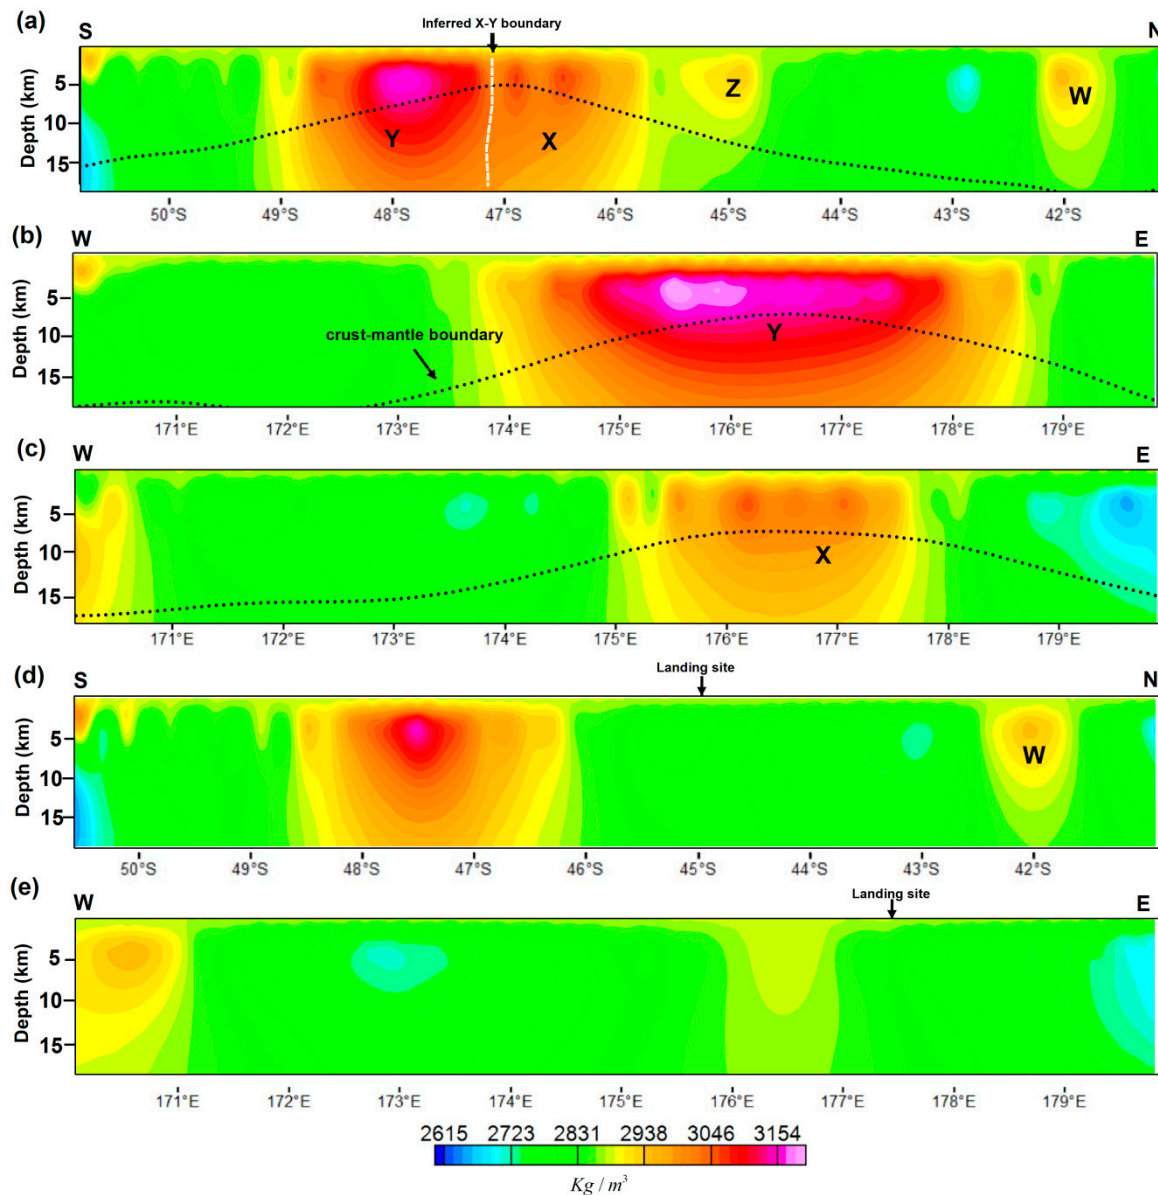 (a)
S
Inferred X-Y boundary
N
Depth (km)
5
10
15
Y
X
Z
W
50°S
49°S
48°S
47°S
46°S
45°S
44°S
43°S
42°S
(b)
W
E
Depth (km)
5
10
15
crust-mantle boundary
Y
171°E
172°E
173°E
174°E
175°E
176°E
177°E
178°E
179°E
(c)
W
E
Depth (km)
5
10
15
X
171°E
172°E
173°E
174°E
175°E
176°E
177°E
178°E
179°E
(d)
S
Landing site
N
Depth (km)
5
10
15
W
50°S
49°S
48°S
47°S
46°S
45°S
44°S
43°S
42°S
(e)
W
Landing site
E
Depth (km)
5
10
15
171°E
172°E
173°E
174°E
175°E
176°E
177°E
178°E
179°E
2615 2723 2831 2938 3046 3154
Kg / m³